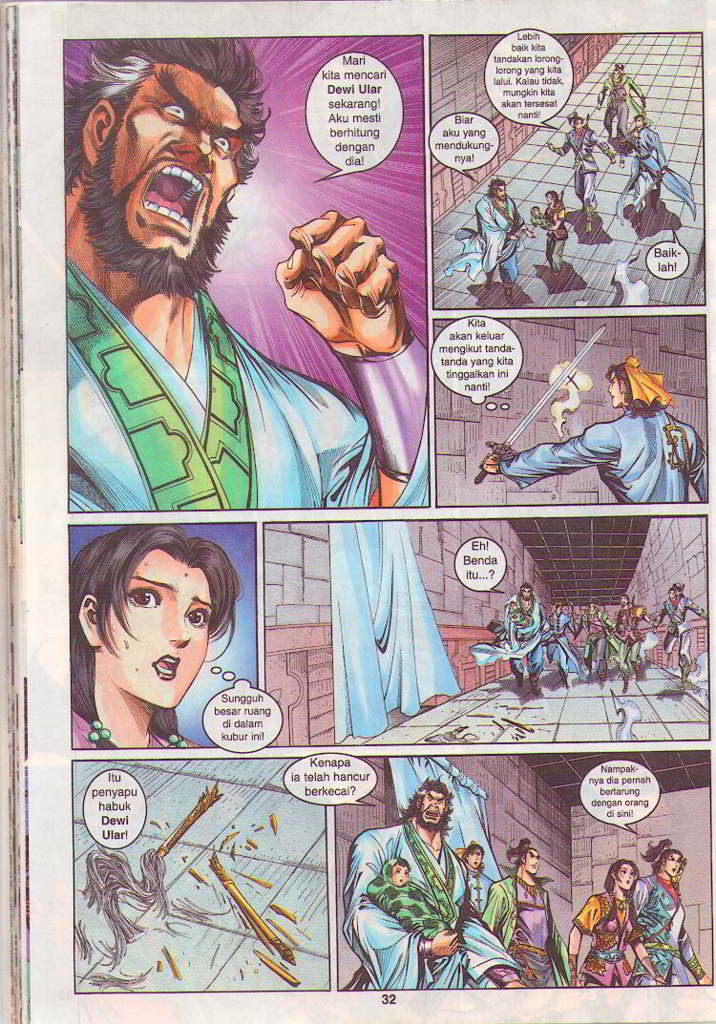 Mari
kita mencari
Dewi Ular
sekarang!
Aku mesti
berhitung
dengan
dia!
Lebih
baik kita
tandakan lorong-
lorong yang kita
lalui. Kalau tidak,
mungkin kita
akan tersesat
nanti!
Biar
aku yang
mendukung-
nya!
Baik-
lah!
Kita
akan keluar
mengikut tanda-
tanda yang kita
tinggalkan ini
nanti!
Sungguh
besar ruang
di dalam
kubur ini!
Eh!
Benda
itu...?
Itu
penyapu
habuk
Dewi
Ular!
Kenapa
ia telah hancur
berkecai?
Nampak-
nya dia pernah
bertarung
dengan orang
di sini!
32